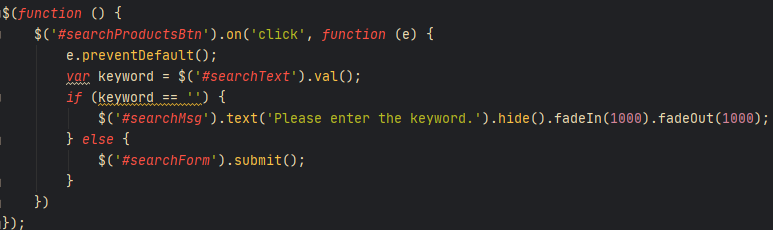 $(function () {
    $('#searchProductsBtn').on('click', function (e) {
        e.preventDefault();
        var keyword = $('#searchText').val();
        if (keyword == '') {
            $('#searchMsg').text('Please enter the keyword.').hide().fadeIn(1000).fadeOut(1000);
        } else {
            $('#searchForm').submit();
        }
    })
});